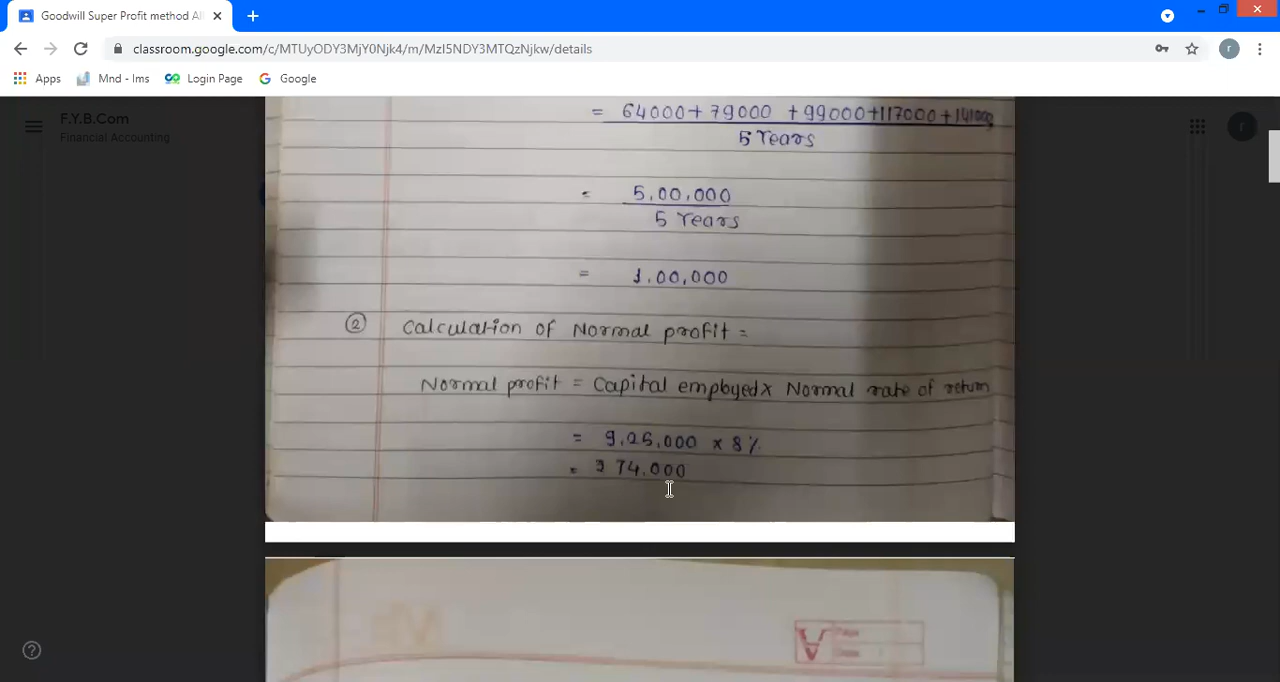 Goodwill Super Profit method Al
classroom.google.com/c/MTUyODY3MjY0Njk4/m/MzI5NDY3MTQzNjkw/details
r
Apps
Mnd - Ims
Login Page
Google
F.Y.B.Com
Financial Accounting
r
= 64000+ 79000 +99000+117000+141000
5 Years
= 5,00,000
5 Years
= 1,00,000
② Calculation of Normal profit =
Normal profit = Capital employed x Normal rate of return
= 9,25,000 x 8%
= 74,000